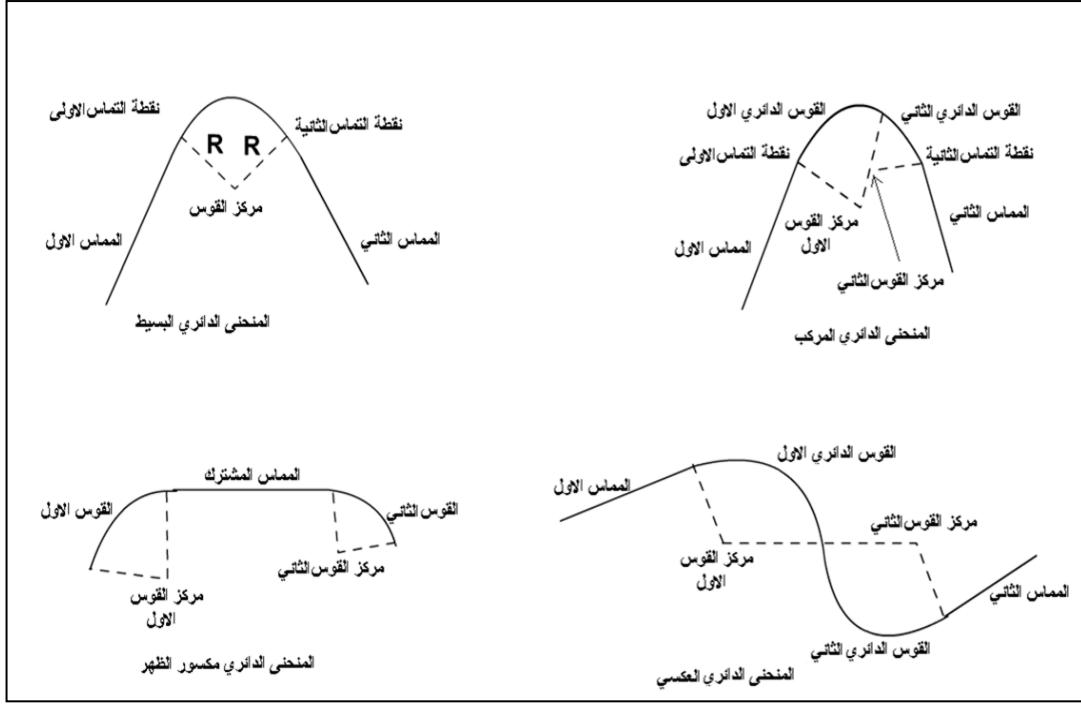 نقطة التماس الاولى
نقطة التماس الثانية
R R
مركز القوس
المماس الاول
المماس الثاني
المنحنى الدائري البسيط
القوس الدائري الاول
القوس الدائري الثاني
نقطة التماس الاولى
نقطة التماس الثانية
مركز القوس
الاول
المماس الثاني
المماس الاول
مركز القوس الثاني
المنحنى الدائري المركب
المماس المشترك
القوس الاول
القوس الثاني
مركز القوس الثاني
مركز القوس
الاول
المنحنى الدائري مكسور الظهر
القوس الدائري الاول
المماس الاول
مركز القوس الثاني
مركز القوس
الاول
المماس الثاني
القوس الدائري الثاني
المنحنى الدائري العكسي